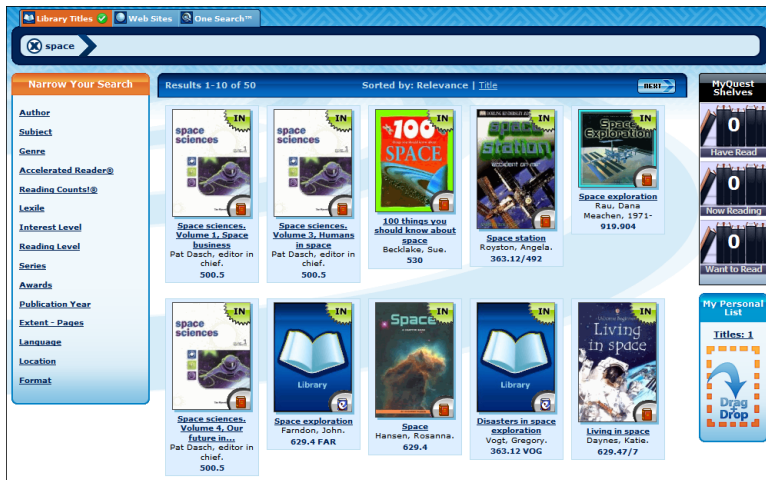 Library Titles
Web Sites
One Search™
space
Narrow Your Search
Author
Subject
Genre
Accelerated Reader®
Reading Counts!®
Lexile
Interest Level
Reading Level
Series
Awards
Publication Year
Extent - Pages
Language
Location
Format
Results 1-10 of 50
Sorted by: Relevance | Title
NEXT
IN
space
sciences
Space sciences.
Volume 1, Space
business
Pat Dasch, editor in
chief.
500.5
IN
space
sciences
Space sciences.
Volume 3, Humans
in space
Pat Dasch, editor in
chief.
500.5
IN
100
SPACE
100 things you
should know about
space
Becklake, Sue.
530
IN
space
station
accident on mir
Space station
Royston, Angela.
363.12/492
IN
Space
Exploration
Space exploration
Rau, Dana
Meachen, 1971-
919.904
IN
space
sciences
Space sciences.
Volume 4, Our
future in...
Pat Dasch, editor in
chief.
500.5
IN
Library
Space exploration
Farndon, John.
629.4 FAR
IN
Space
Space
Hansen, Rosanna.
629.4
IN
Library
Disasters in space
exploration
Vogt, Gregory.
363.12 VOG
IN
Living
in space
Living in space
Daynes, Katie.
629.47/7
MyQuest
Shelves
0
Have Read
0
Now Reading
0
Want to Read
My Personal
List
Titles: 1
Drag
+
Drop